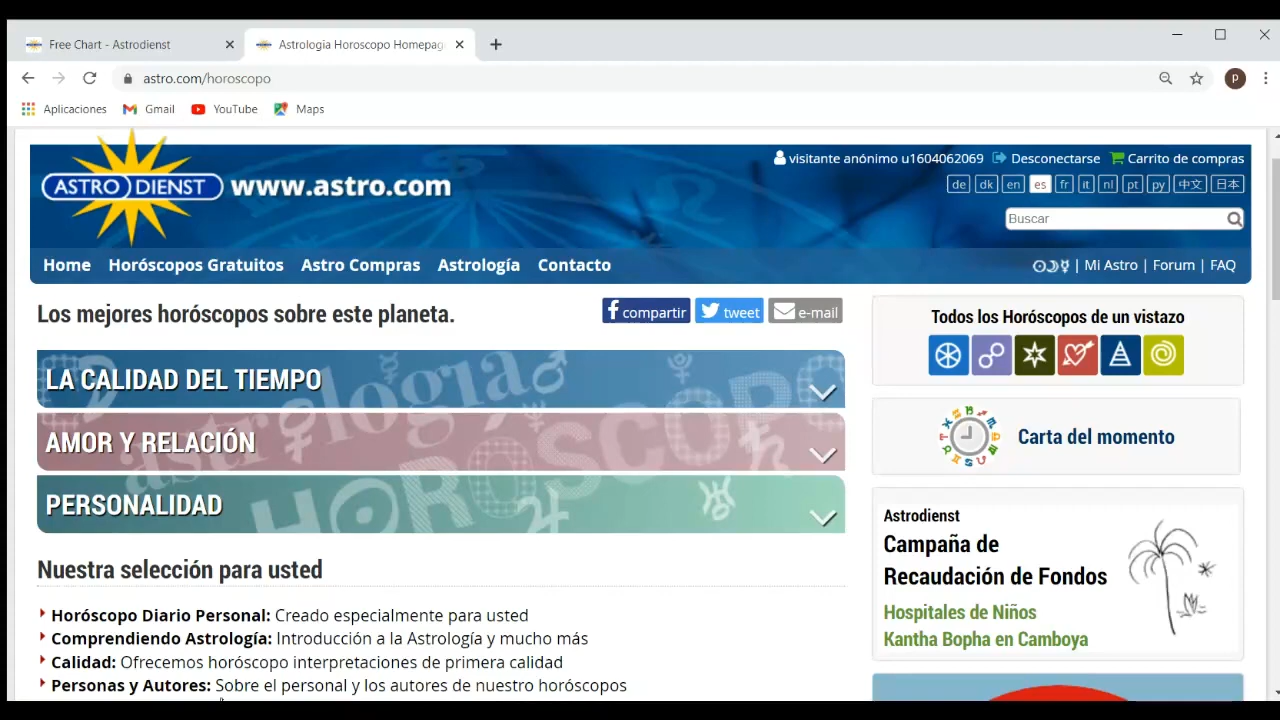 Free Chart - Astrodienst
Astrologia Horoscopo Homepag
astro.com/horoscopo
p
Aplicaciones Gmail YouTube Maps
visitante anónimo u1604062069 Desconectarse Carrito de compras
ASTRO DIENST www.astro.com
de dk en es fr it nl pt py 中文 日本
Buscar
Home Horóscopos Gratuitos Astro Compras Astrología Contacto
| Mi Astro | Forum | FAQ
Los mejores horóscopos sobre este planeta.
compartir tweet e-mail
Todos los Horóscopos de un vistazo
LA CALIDAD DEL TIEMPO
AMOR Y RELACIÓN
PERSONALIDAD
astrología
HOROSCOPO
Carta del momento
Astrodienst
Campaña de
Recaudación de Fondos
Hospitales de Niños
Kantha Bopha en Camboya
Nuestra selección para usted
Horóscopo Diario Personal: Creado especialmente para usted
Comprendiendo Astrología: Introducción a la Astrología y mucho más
Calidad: Ofrecemos horóscopo interpretaciones de primera calidad
Personas y Autores: Sobre el personal y los autores de nuestro horóscopos